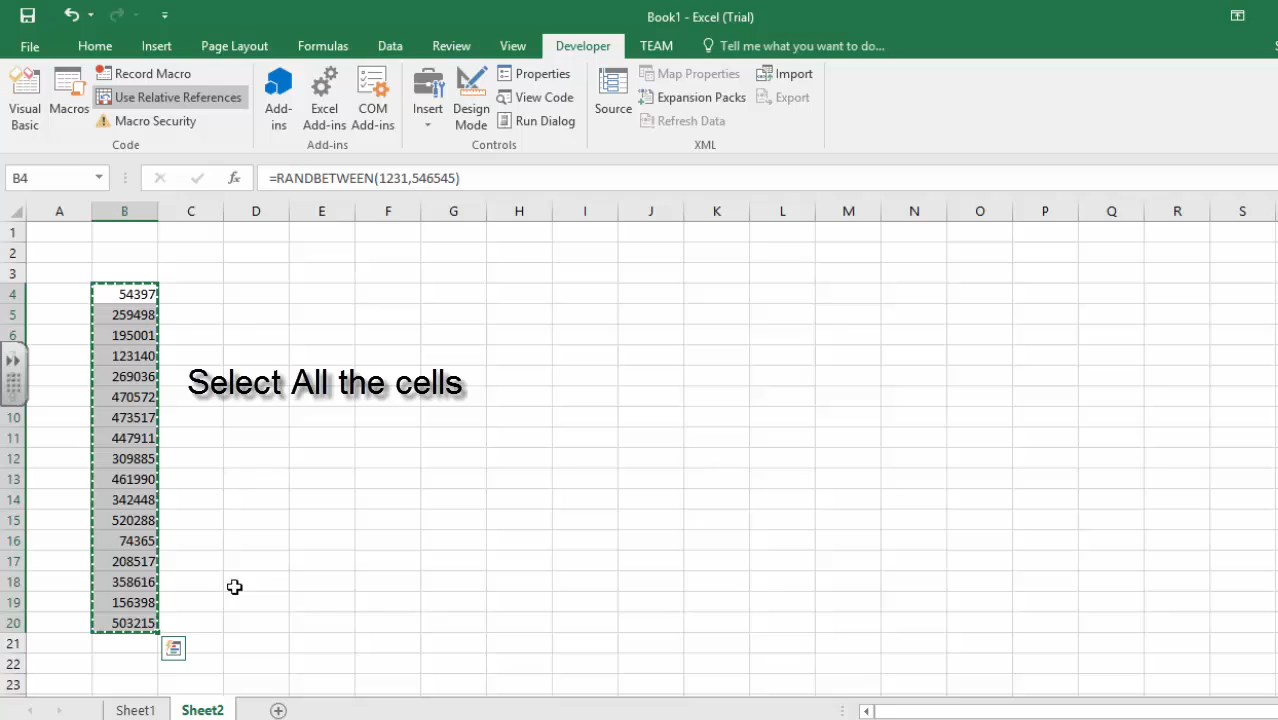 Book1 - Excel (Trial)
File Home Insert Page Layout Formulas Data Review View Developer TEAM Tell me what you want to do...
Visual Basic
Macros
Record Macro
Use Relative References
Macro Security
Code
Add-ins
Excel Add-ins
COM Add-ins
Add-ins
Insert
Design Mode
Properties
View Code
Run Dialog
Controls
Source
Map Properties
Expansion Packs
Refresh Data
Import
Export
XML
B4 fx =RANDBETWEEN(1231,546545)
A B C D E F G H I J K L M N O P Q R S
1
2
3
4 54397
5 259498
6 195001
123140
269036
470572
10 473517
11 447911
12 309885
13 461990
14 342448
15 520288
16 74365
17 208517
18 358616
19 156398
20 503215
21
22
23
Select All the cells
Sheet1 Sheet2